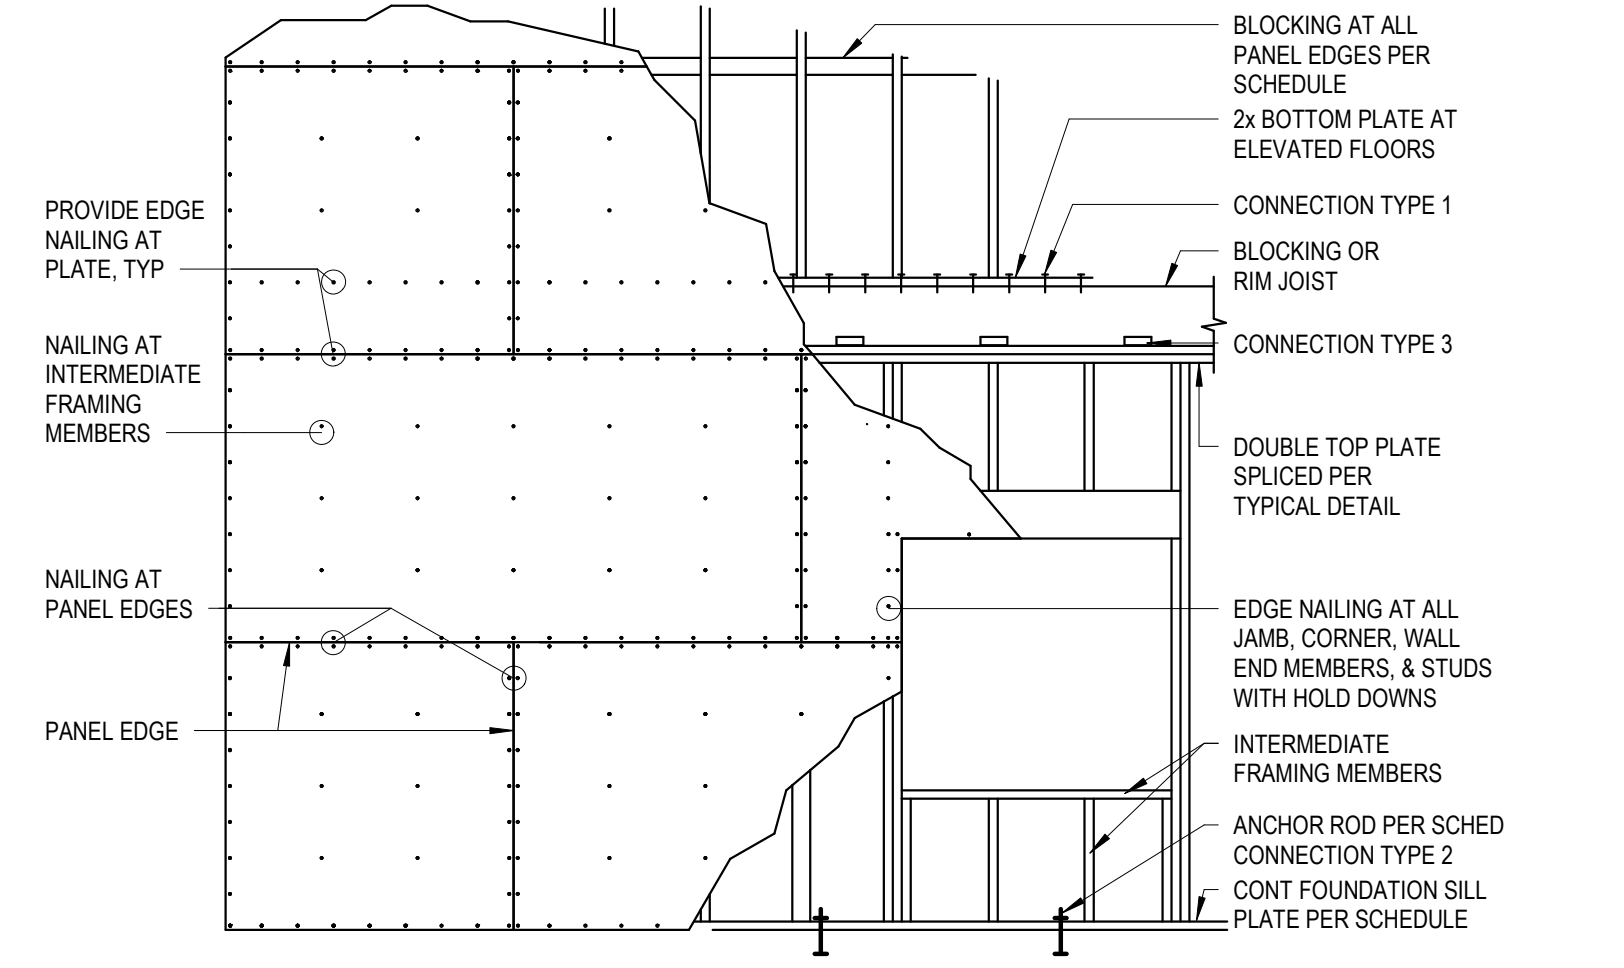 PROVIDE EDGE
NAILING AT
PLATE, TYP
NAILING AT
INTERMEDIATE
FRAMING
MEMBERS
NAILING AT
PANEL EDGES
PANEL EDGE
BLOCKING AT ALL
PANEL EDGES PER
SCHEDULE
2x BOTTOM PLATE AT
ELEVATED FLOORS
CONNECTION TYPE 1
BLOCKING OR
RIM JOIST
CONNECTION TYPE 3
DOUBLE TOP PLATE
SPLICED PER
TYPICAL DETAIL
EDGE NAILING AT ALL
JAMB, CORNER, WALL
END MEMBERS, & STUDS
WITH HOLD DOWNS
INTERMEDIATE
FRAMING MEMBERS
ANCHOR ROD PER SCHED
CONNECTION TYPE 2
CONT FOUNDATION SILL
PLATE PER SCHEDULE